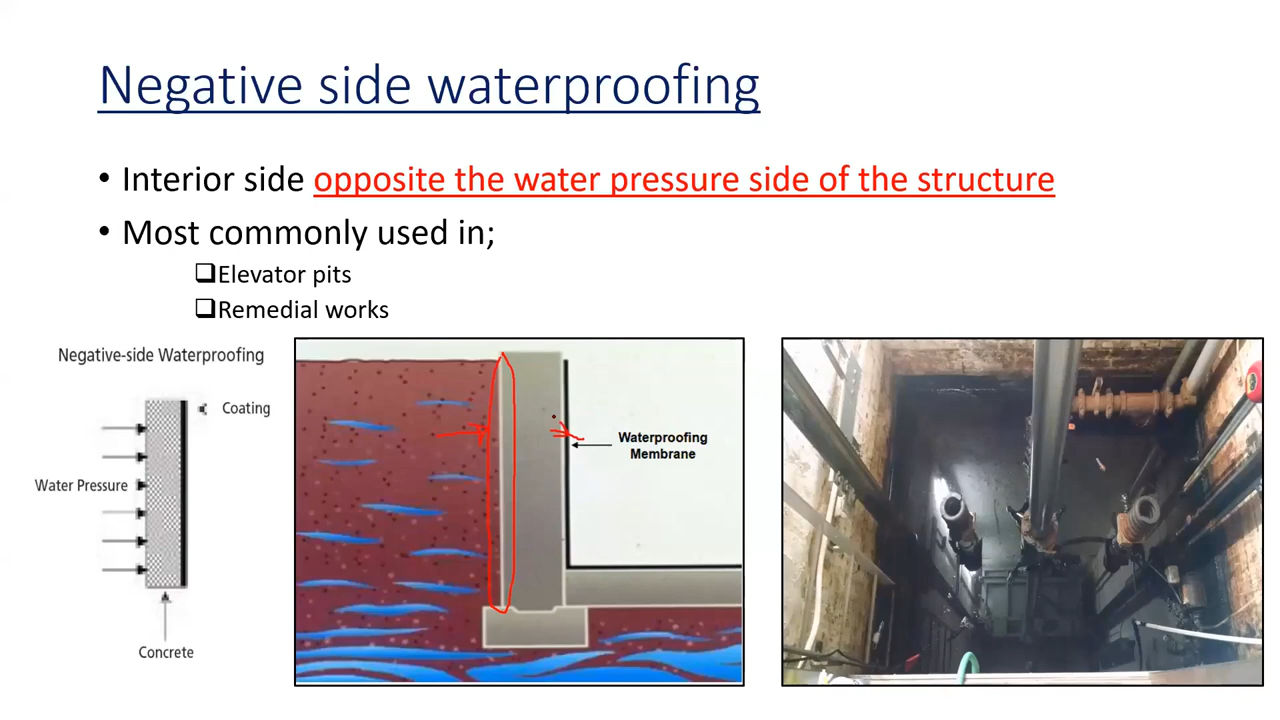 Negative side waterproofing
• Interior side opposite the water pressure side of the structure
• Most commonly used in;
❑Elevator pits
❑Remedial works
Negative-side Waterproofing
Coating
Water Pressure
Concrete
Waterproofing
Membrane